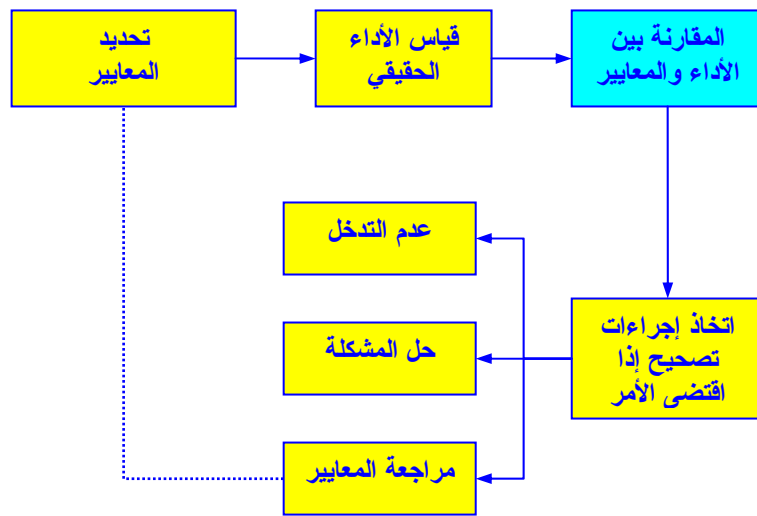 تحديد
المعايير
قياس الأداء
الحقيقي
المقارنة بين
الأداء والمعايير
اتخاذ إجراءات
تصحيح إذا
اقتضى الأمر
عدم التدخل
حل المشكلة
مراجعة المعايير